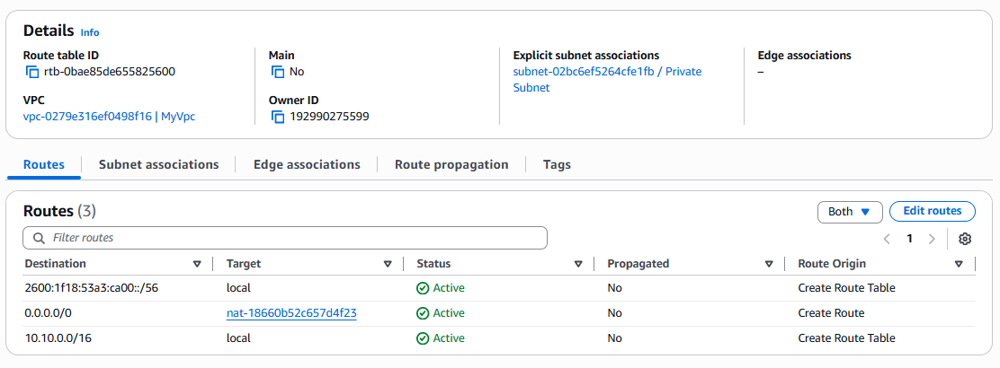 Details Info
Route table ID
rtb-0bae85de655825600
Main
No
Explicit subnet associations
subnet-02bc6ef5264cfe1fb / Private
Subnet
Edge associations
–
VPC
vpc-0279e316ef0498f16 | MyVpc
Owner ID
192990275599
Routes Subnet associations Edge associations Route propagation Tags
Routes (3)
Both Edit routes
Filter routes
1
Destination Target Status Propagated Route Origin
2600:1f18:53a3:ca00::/56 local Active No Create Route Table
0.0.0.0/0 nat-18660b52c657d4f23 Active No Create Route
10.10.0.0/16 local Active No Create Route Table